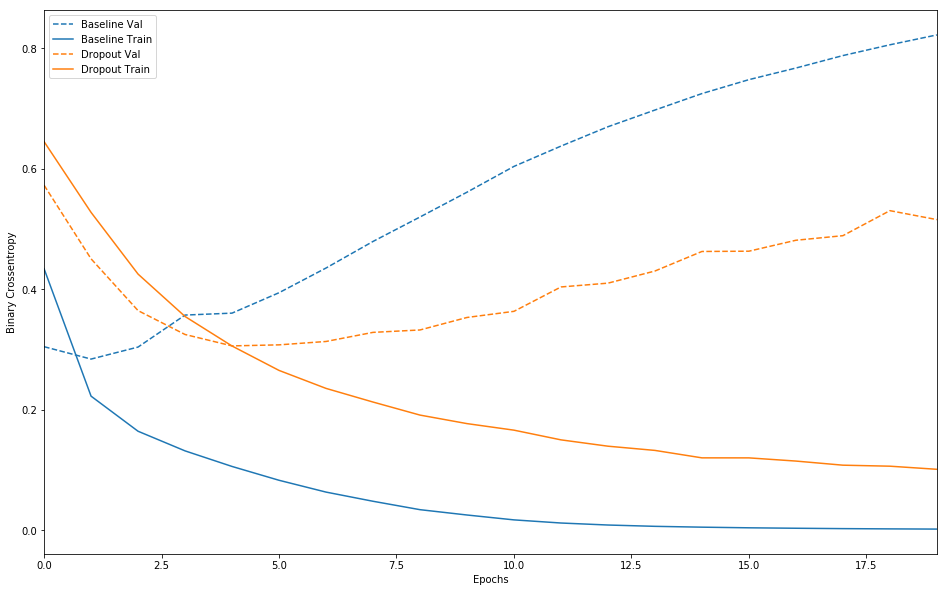 Baseline Val
Baseline Train
Dropout Val
Dropout Train
0.8
0.6
0.4
0.2
0.0
Binary Crossentropy
0.0 2.5 5.0 7.5 10.0 12.5 15.0 17.5
Epochs